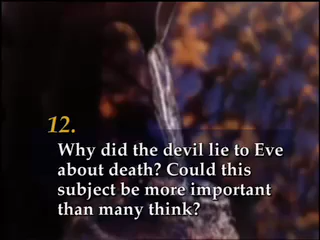 12.
Why did the devil lie to Eve
about death? Could this
subject be more important
than many think?